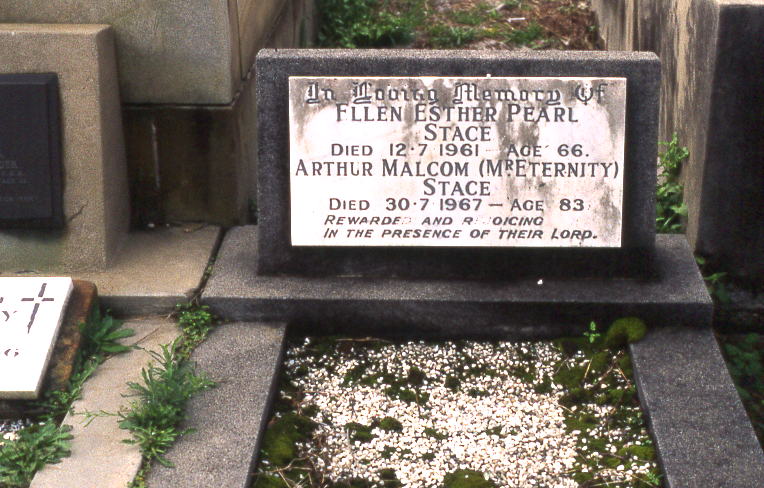 In Loving Memory Of
ELLEN ESTHER PEARL
STACE
DIED 12·7·1961 - AGE 66.
ARTHUR MALCOM (MR ETERNITY)
STACE
DIED 30·7·1967 - AGE 83
REWARDED AND REJOICING
IN THE PRESENCE OF THEIR LORD.